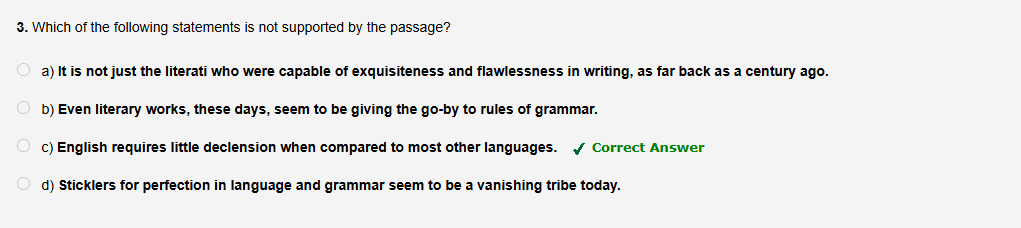 3. Which of the following statements is not supported by the passage?
a) It is not just the literati who were capable of exquisiteness and flawlessness in writing, as far back as a century ago.
b) Even literary works, these days, seem to be giving the go-by to rules of grammar.
c) English requires little declension when compared to most other languages. ✓ Correct Answer
d) Sticklers for perfection in language and grammar seem to be a vanishing tribe today.